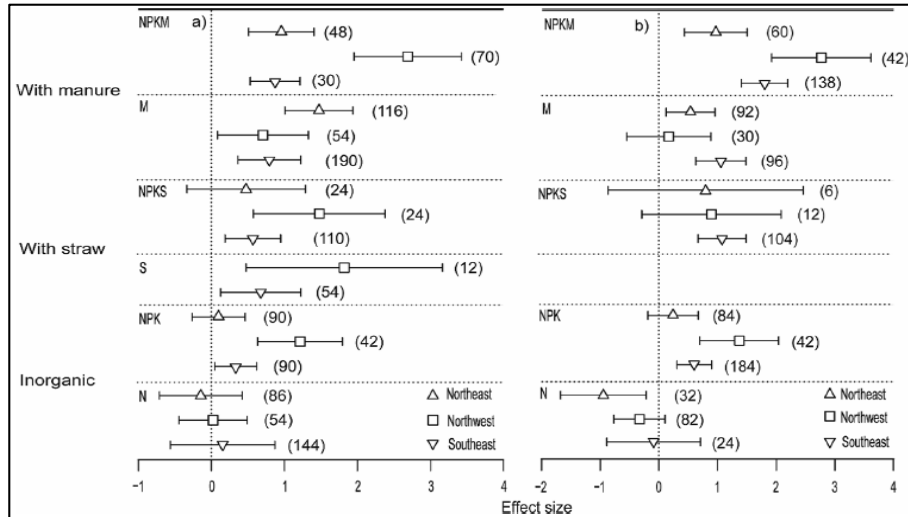 NPKM a) (48)
(70)
(30)
With manure
M (116)
(54)
(190)
NPKS (24)
(24)
(110)
With straw
S (12)
(54)
NPK (90)
(42)
(90)
Inorganic
N (86)
(54)
(144)
Northeast
Northwest
Southeast
−1 0 1 2 3 4
NPKM b) (60)
(42)
(138)
M (92)
(30)
(96)
NPKS (6)
(12)
(104)
NPK (84)
(42)
(184)
N (32)
(82)
(24)
Northeast
Northwest
Southeast
−2 −1 0 1 2 3 4
Effect size